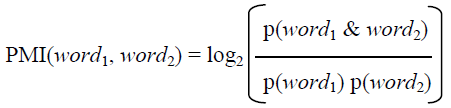 PMI(word₁, word₂) = log₂ ( p(word₁ & word₂) / p(word₁) p(word₂) )